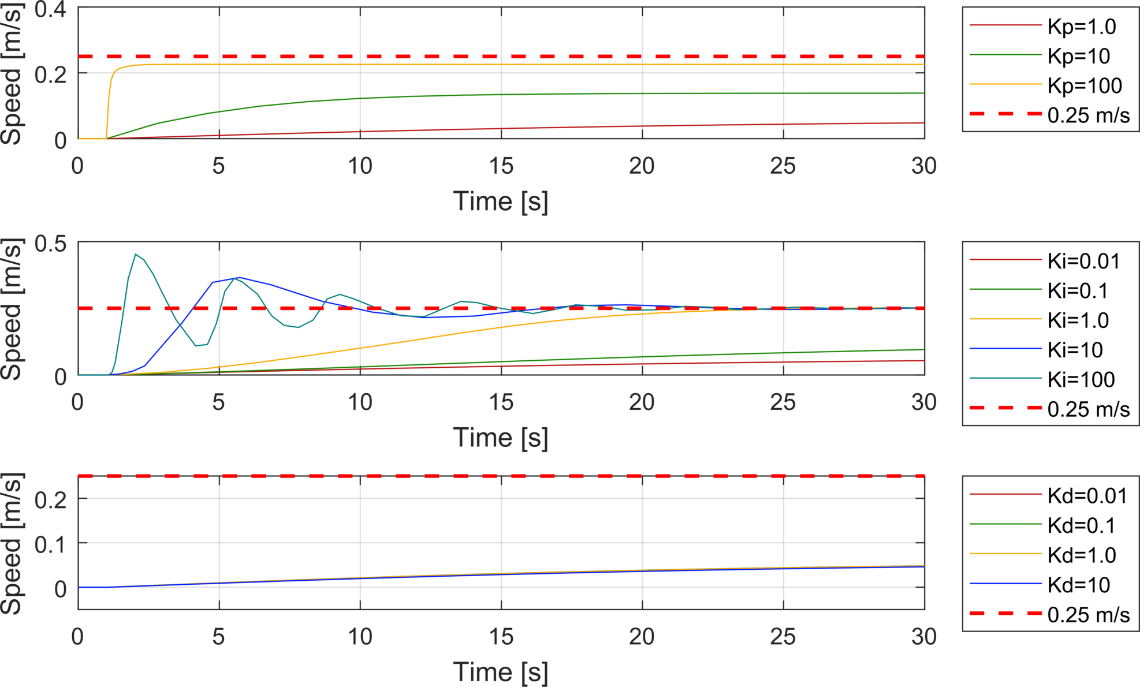 Speed [m/s]
0.4
0.2
0
0 5 10 15 20 25 30
Time [s]
Kp=1.0
Kp=10
Kp=100
0.25 m/s
Speed [m/s]
0.5
0
0 5 10 15 20 25 30
Time [s]
Ki=0.01
Ki=0.1
Ki=1.0
Ki=10
Ki=100
0.25 m/s
Speed [m/s]
0.2
0.1
0
0 5 10 15 20 25 30
Time [s]
Kd=0.01
Kd=0.1
Kd=1.0
Kd=10
0.25 m/s